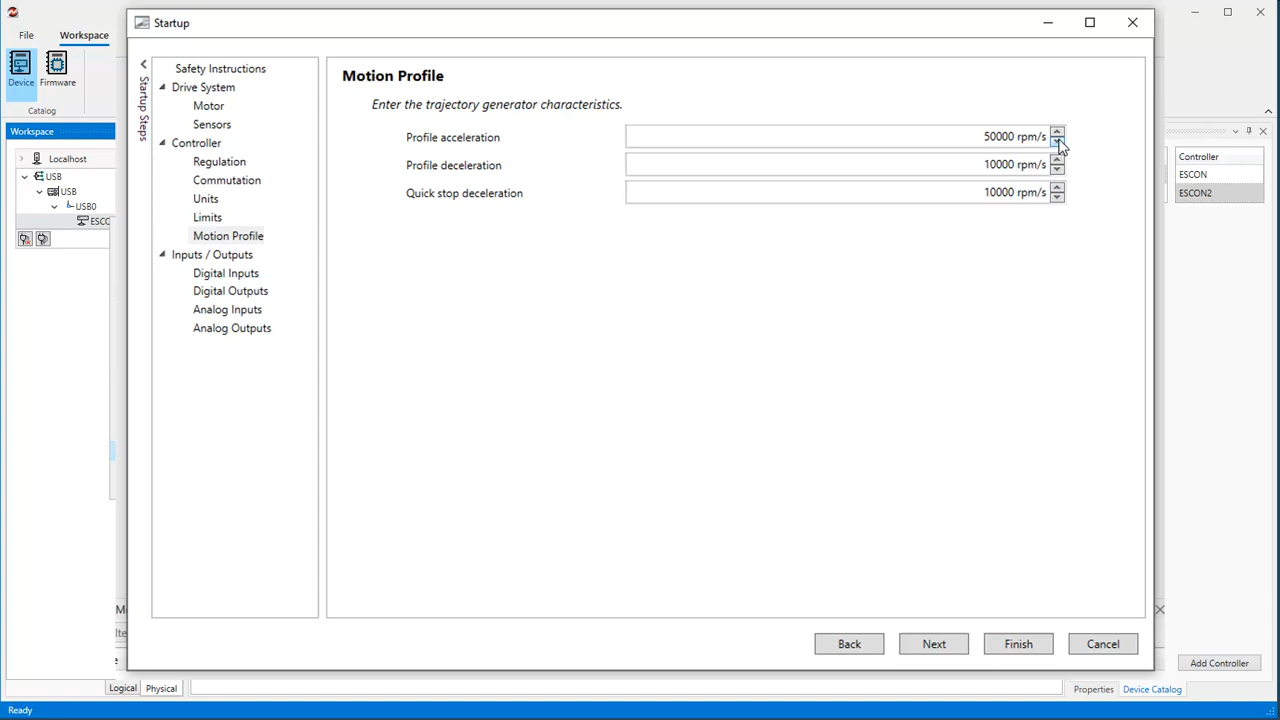 Startup
File
Workspace
Device
Firmware
Catalog
Workspace
Localhost
USB
USB
USB0
ESCC
Logical
Physical
Ready
Startup Steps
Safety Instructions
Drive System
Motor
Sensors
Controller
Regulation
Commutation
Units
Limits
Motion Profile
Inputs / Outputs
Digital Inputs
Digital Outputs
Analog Inputs
Analog Outputs
Motion Profile
Enter the trajectory generator characteristics.
Profile acceleration 50000 rpm/s
Profile deceleration 10000 rpm/s
Quick stop deceleration 10000 rpm/s
Back
Next
Finish
Cancel
Controller
ESCON
ESCON2
Add Controller
Properties
Device Catalog